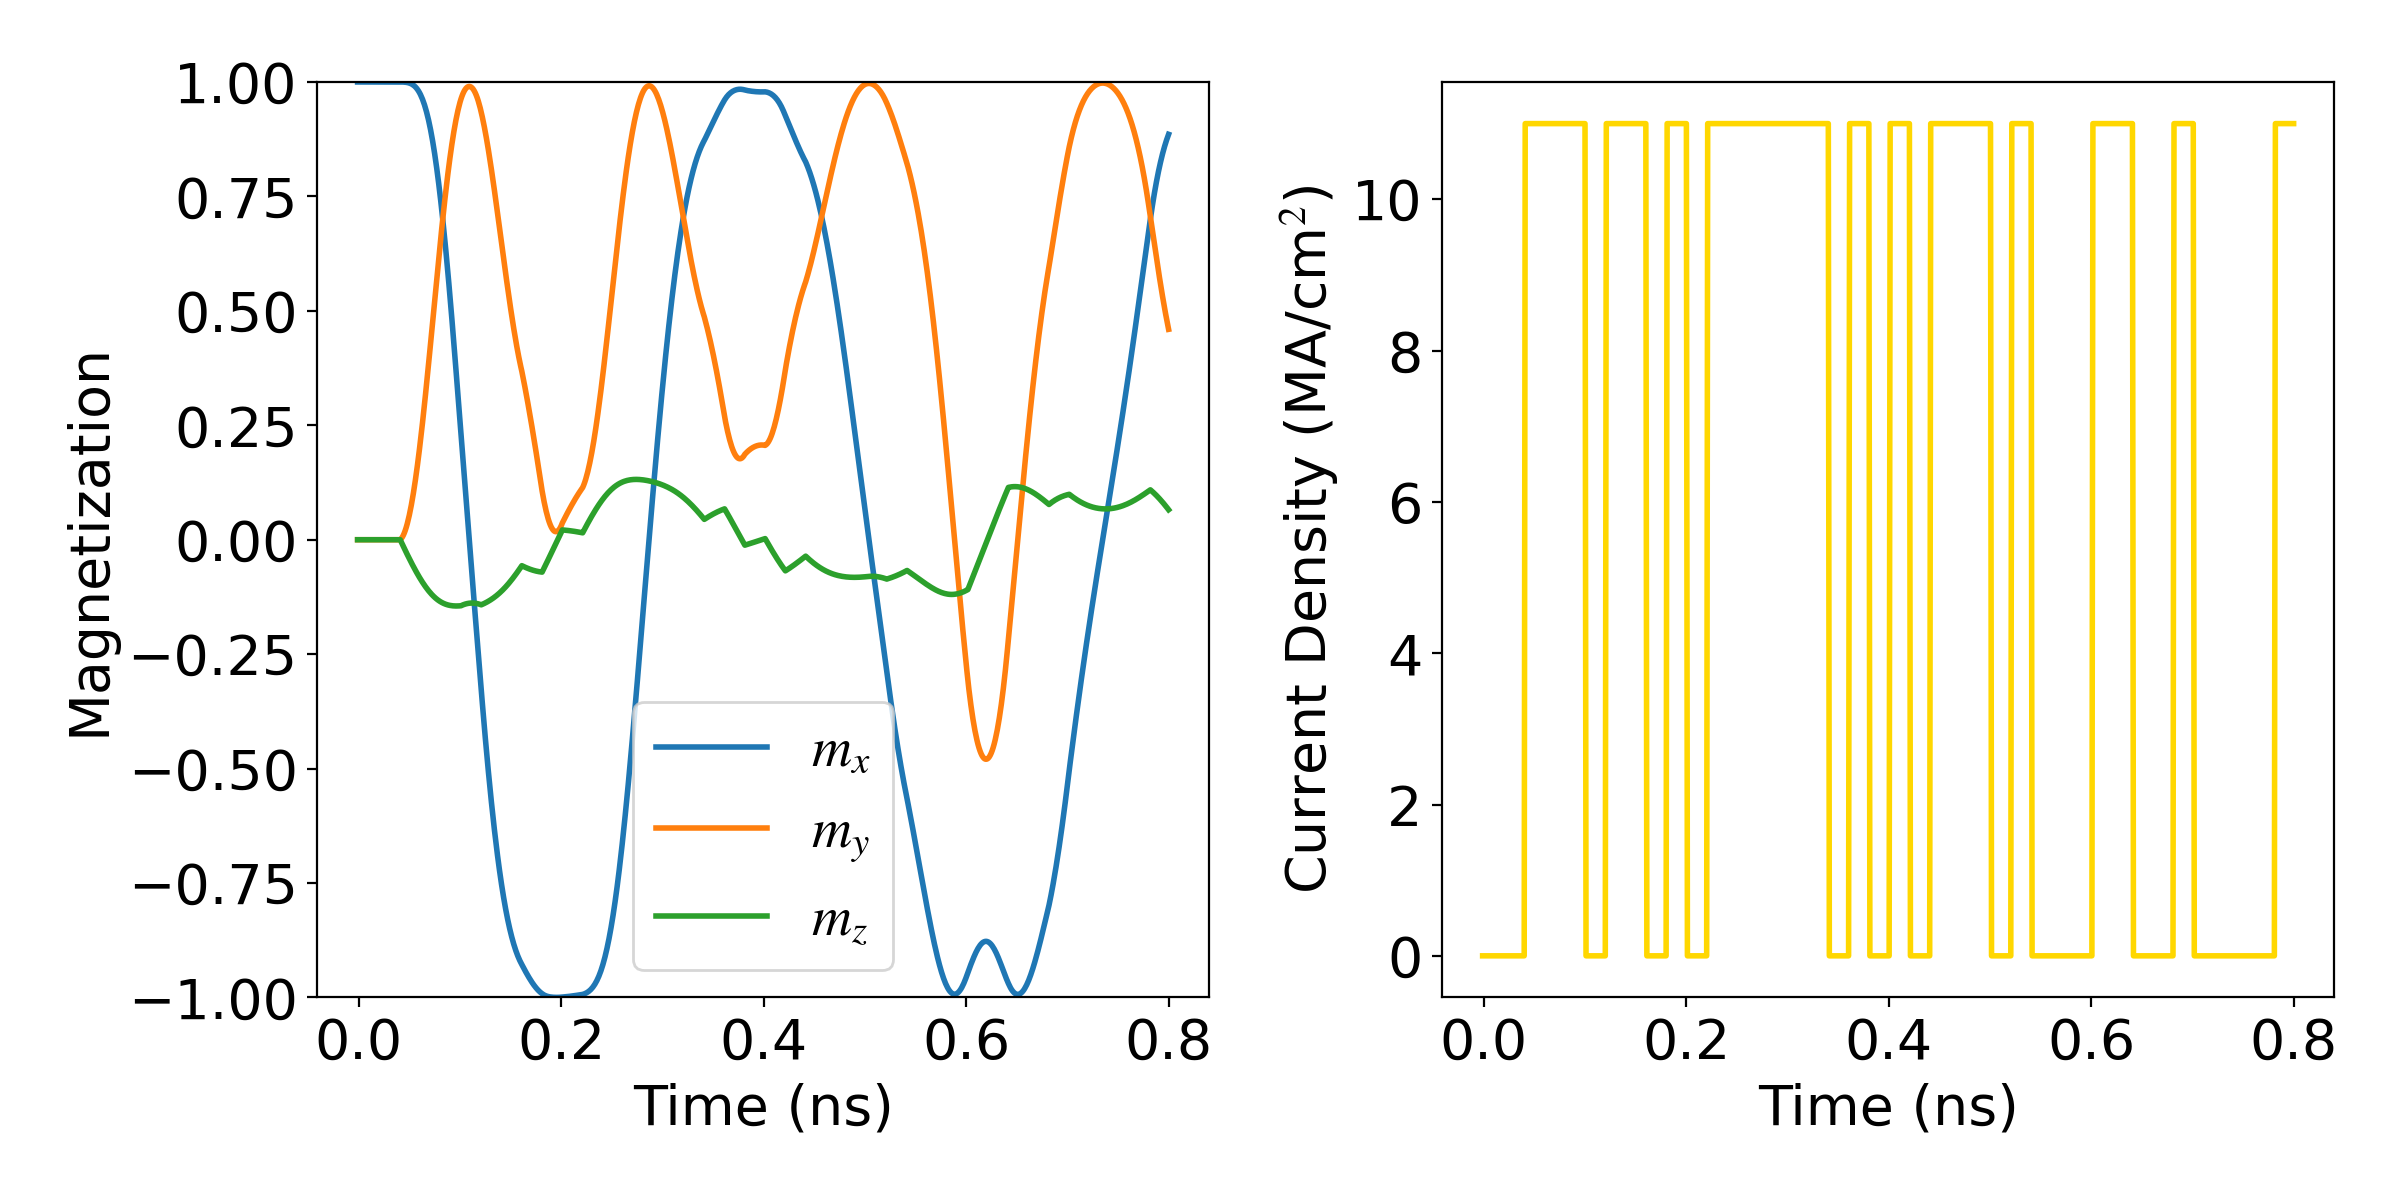 Magnetization
1.00
0.75
0.50
0.25
0.00
−0.25
−0.50
−0.75
−1.00
0.0 0.2 0.4 0.6 0.8
Time (ns)
m_x
m_y
m_z
Current Density (MA/cm²)
10
8
6
4
2
0
0.0 0.2 0.4 0.6 0.8
Time (ns)